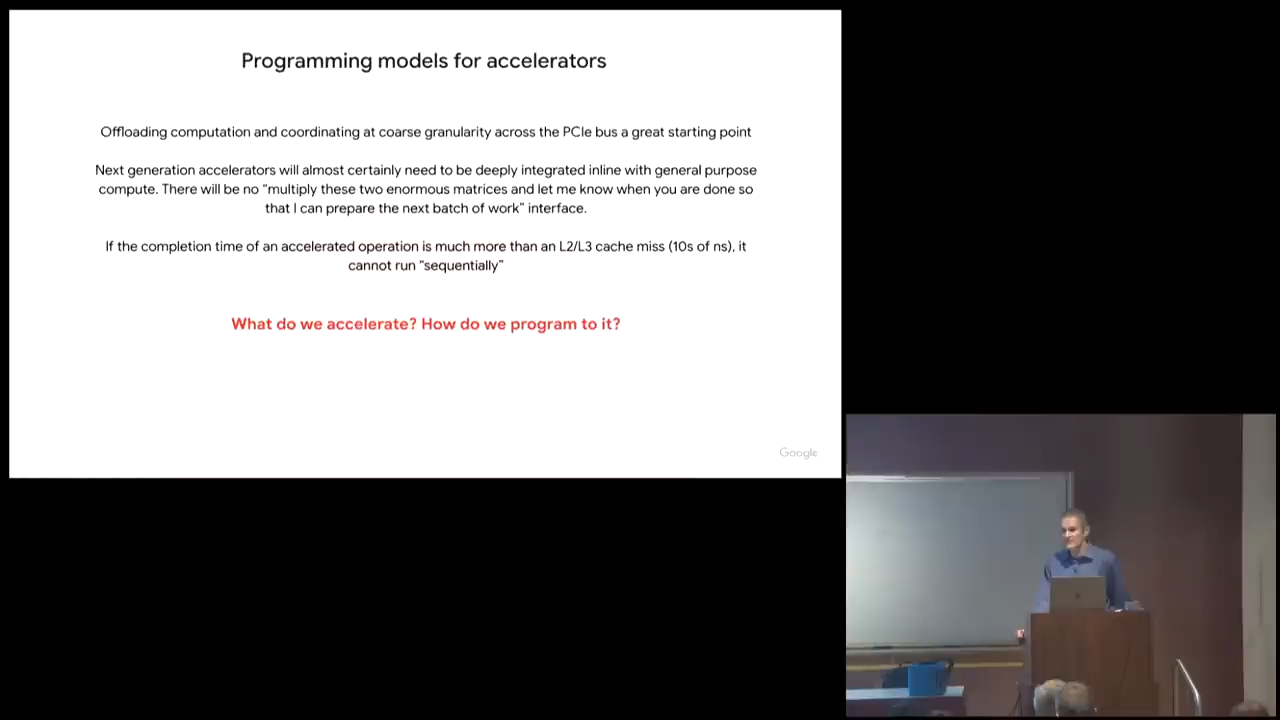 Programming models for accelerators
Offloading computation and coordinating at coarse granularity across the PCIe bus a great starting point
Next generation accelerators will almost certainly need to be deeply integrated inline with general purpose
compute. There will be no "multiply these two enormous matrices and let me know when you are done so
that I can prepare the next batch of work" interface.
If the completion time of an accelerated operation is much more than an L2/L3 cache miss (10s of ns), it
cannot run "sequentially"
What do we accelerate? How do we program to it?
Google